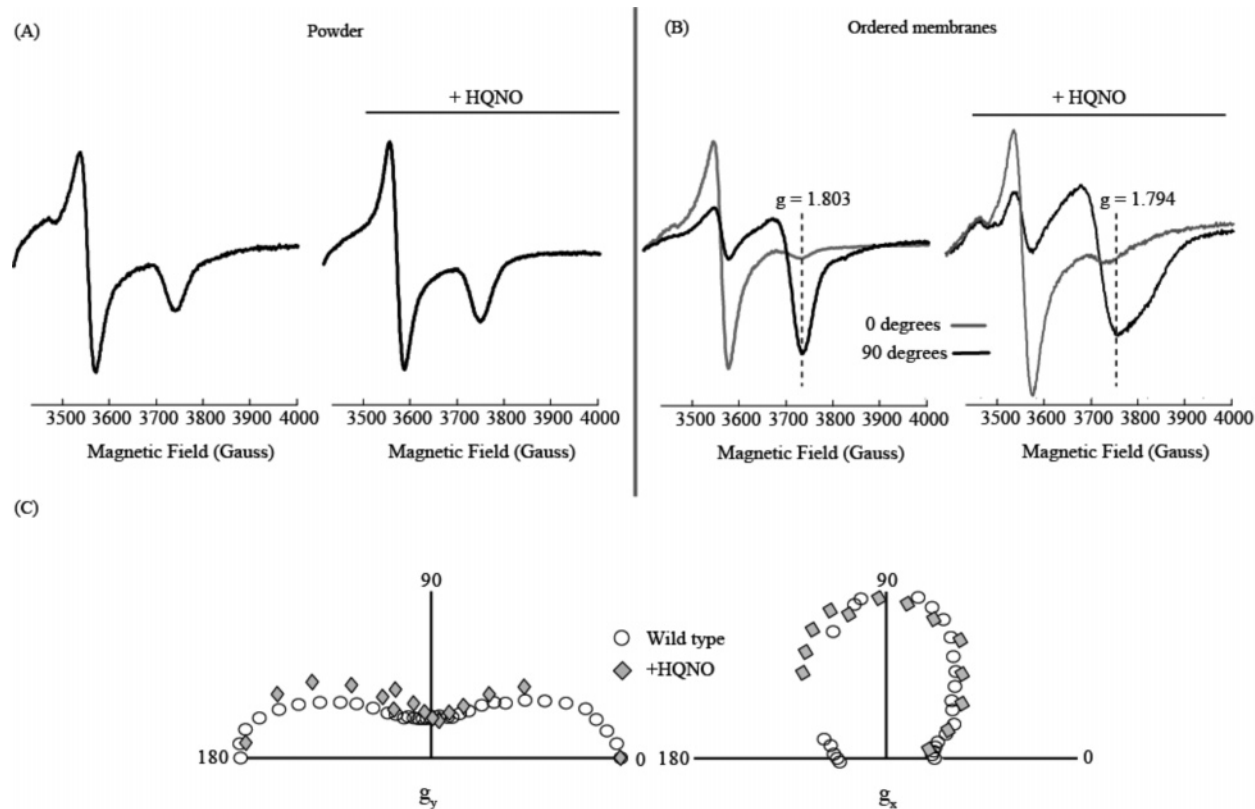 (A)
Powder
+ HQNO
3500 3600 3700 3800 3900 4000
3500 3600 3700 3800 3900 4000
Magnetic Field (Gauss)
Magnetic Field (Gauss)
(B)
Ordered membranes
+ HQNO
g = 1.803
g = 1.794
0 degrees
90 degrees
3500 3600 3700 3800 3900 4000
3500 3600 3700 3800 3900 4000
Magnetic Field (Gauss)
Magnetic Field (Gauss)
(C)
90
180
0
gy
Wild type
+HQNO
90
180
0
gx